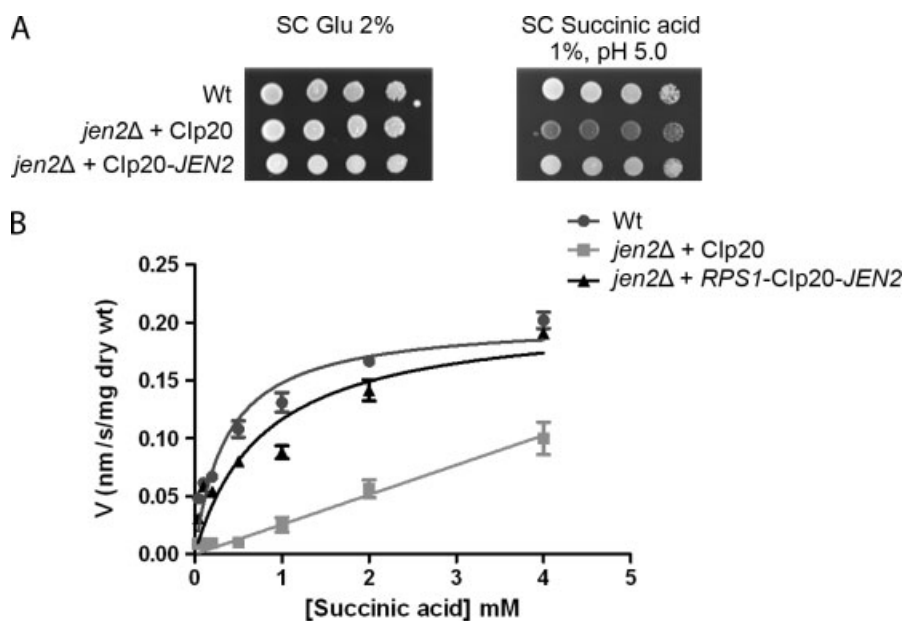 A
SC Glu 2%
SC Succinic acid
1%, pH 5.0
Wt
jen2Δ + Clp20
jen2Δ + Clp20-JEN2
B
Wt
jen2Δ + Clp20
jen2Δ + RPS1-Clp20-JEN2
V (nm/s/mg dry wt)
0.25
0.20
0.15
0.10
0.05
0.00
0 1 2 3 4 5
[Succinic acid] mM